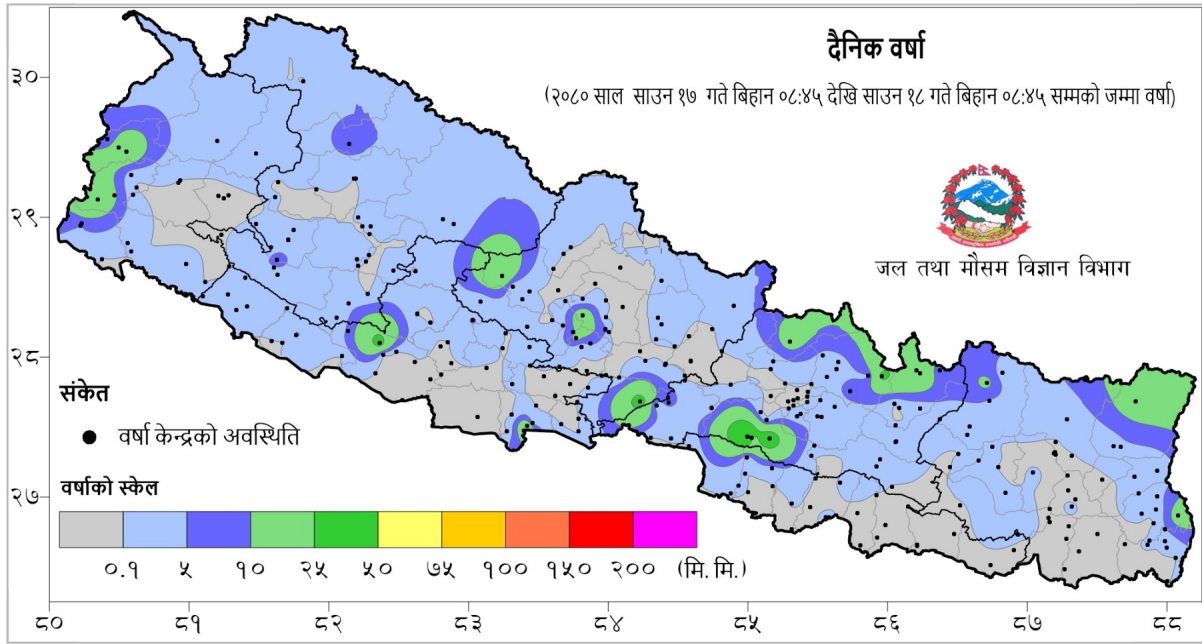 दैनिक वर्षा
(२०८० साल साउन १७ गते बिहान ०८:४५ देखि साउन १८ गते बिहान ०८:४५ सम्मको जम्मा वर्षा)
जल तथा मौसम विज्ञान विभाग
३०
२९
२८
२७
संकेत
वर्षा केन्द्रको अवस्थिति
वर्षाको स्केल
०.१ ५ १० २५ ५० ७५ १०० १५० २०० (मि. मि.)
८० ८१ ८२ ८३ ८४ ८५ ८६ ८७ ८८